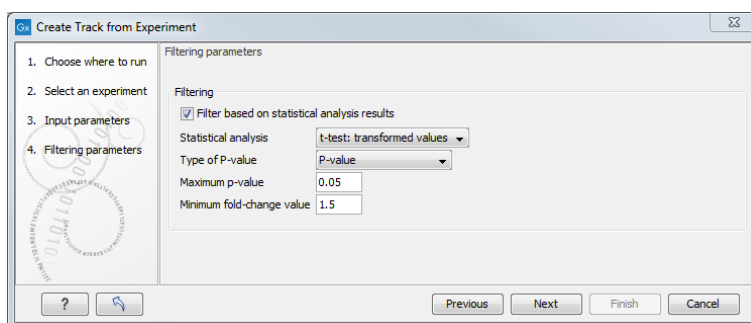 Gx Create Track from Experiment
1. Choose where to run
2. Select an experiment
3. Input parameters
4. Filtering parameters
Filtering parameters
Filtering
Filter based on statistical analysis results
Statistical analysis t-test: transformed values
Type of P-value P-value
Maximum p-value 0.05
Minimum fold-change value 1.5
? Previous Next Finish Cancel